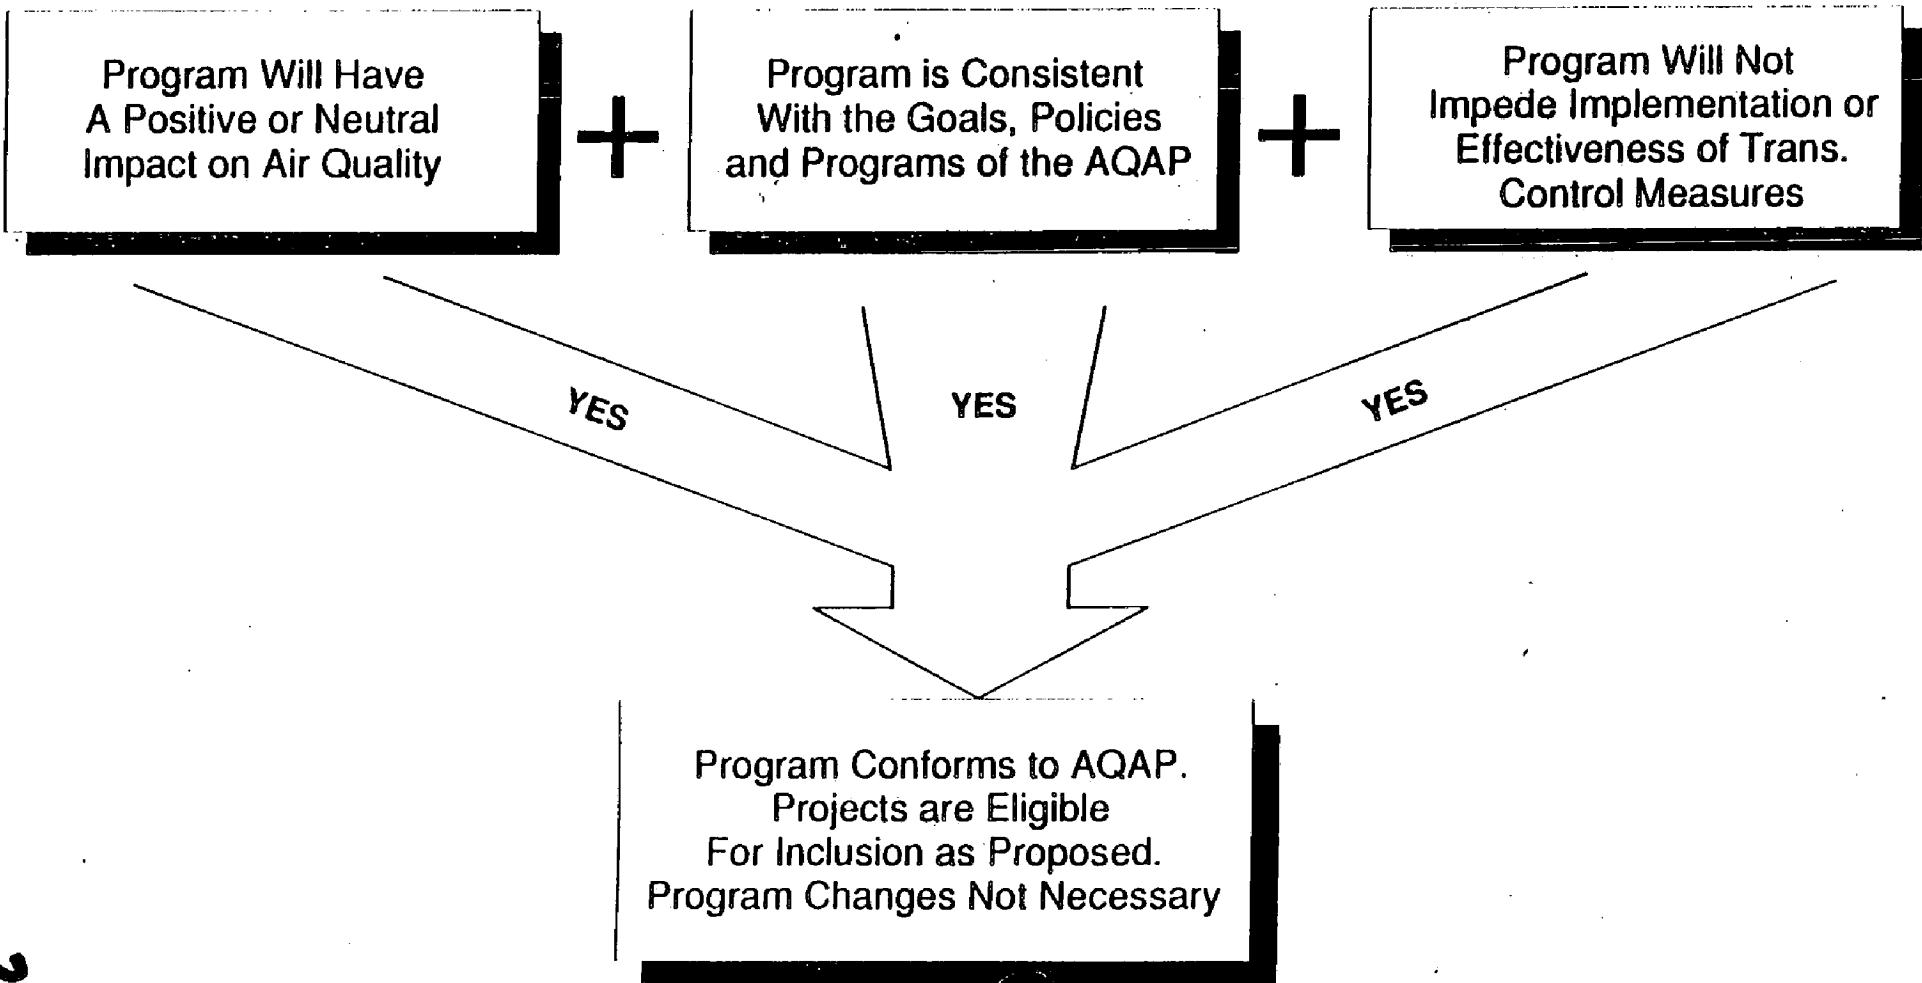 Program Will Have
A Positive or Neutral
Impact on Air Quality
+
Program is Consistent
With the Goals, Policies
and Programs of the AQAP
+
Program Will Not
Impede Implementation or
Effectiveness of Trans.
Control Measures
YES
YES
YES
Program Conforms to AQAP.
Projects are Eligible
For Inclusion as Proposed.
Program Changes Not Necessary